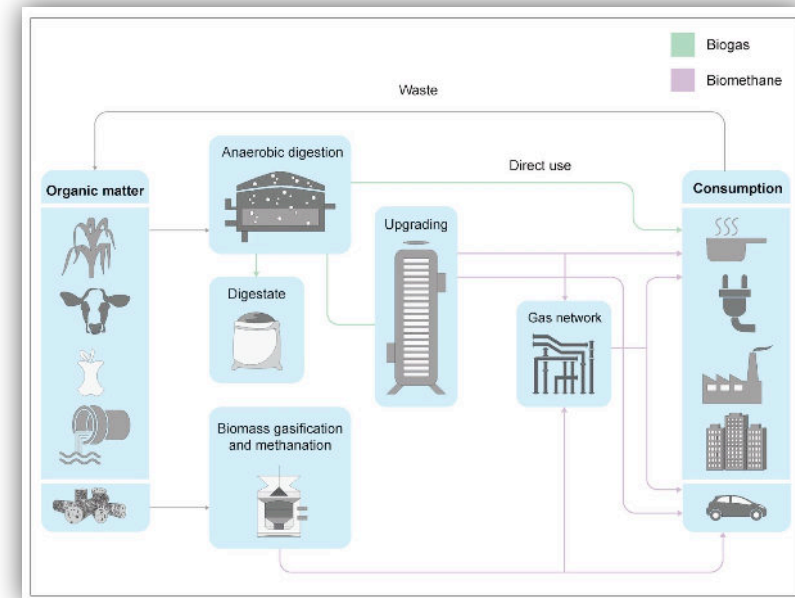 Biogas
Biomethane
Waste
Anaerobic digestion
Direct use
Organic matter
Consumption
Upgrading
Digestate
Gas network
Biomass gasification
and methanation